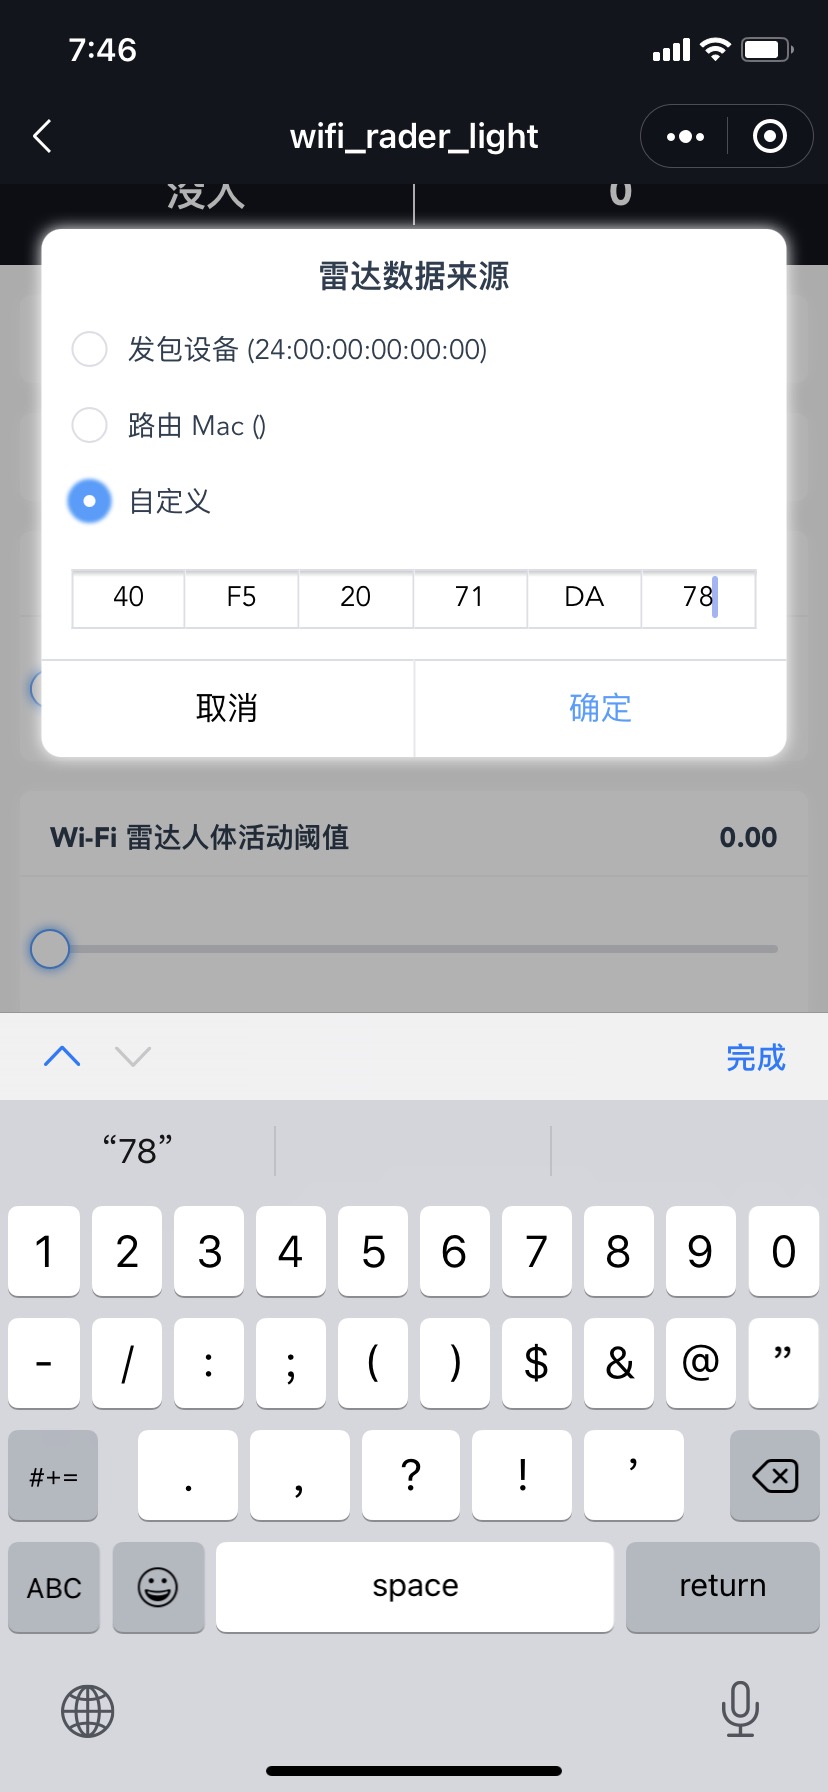 7:46
wifi_rader_light
没人
0
雷达数据来源
发包设备 (24:00:00:00:00:00)
路由 Mac ()
自定义
40 F5 20 71 DA 78
取消 确定
Wi-Fi 雷达人体活动阈值 0.00
完成
“78”
1 2 3 4 5 6 7 8 9 0
- / : ; ( ) $ & @ ”
#+= . , ? ! ’
ABC space return